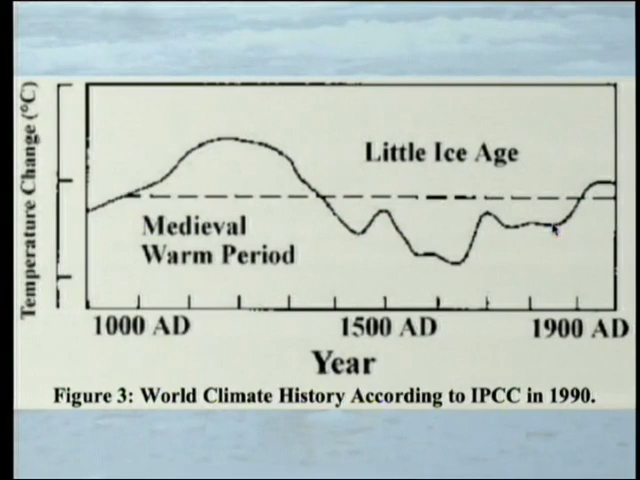 Temperature Change (°C)
Little Ice Age
Medieval
Warm Period
1000 AD 1500 AD 1900 AD
Year
Figure 3: World Climate History According to IPCC in 1990.